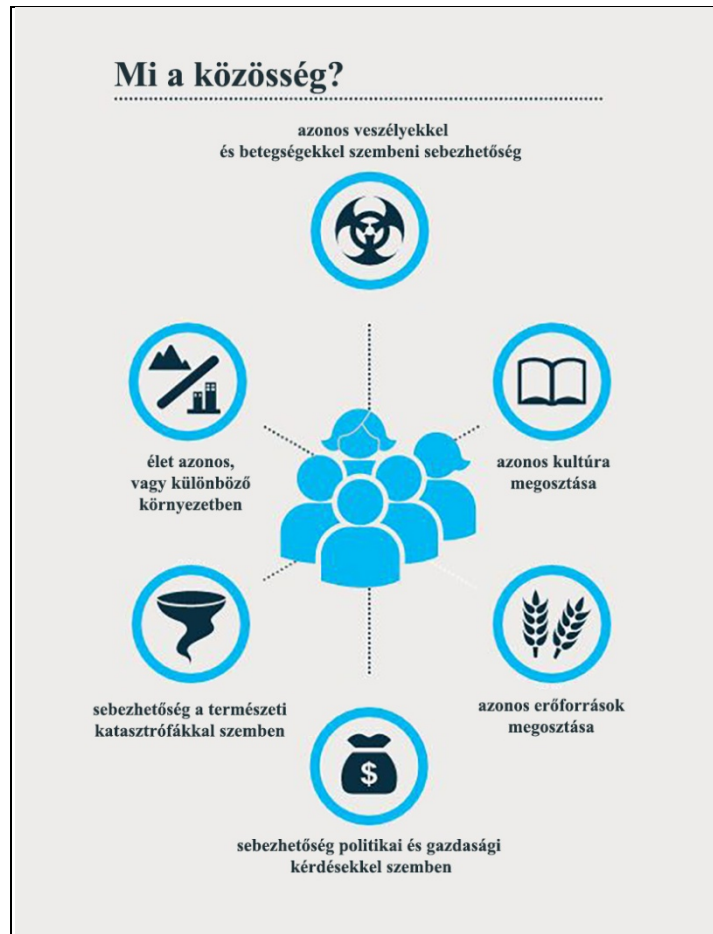 Mi a közösség?
azonos veszélyekkel
és betegségekkel szembeni sebezhetőség
élet azonos,
vagy különböző
környezetben
azonos kultúra
megosztása
sebezhetőség a természeti
katasztrófákkal szemben
azonos erőforrások
megosztása
$
sebezhetőség politikai és gazdasági
kérdésekkel szemben